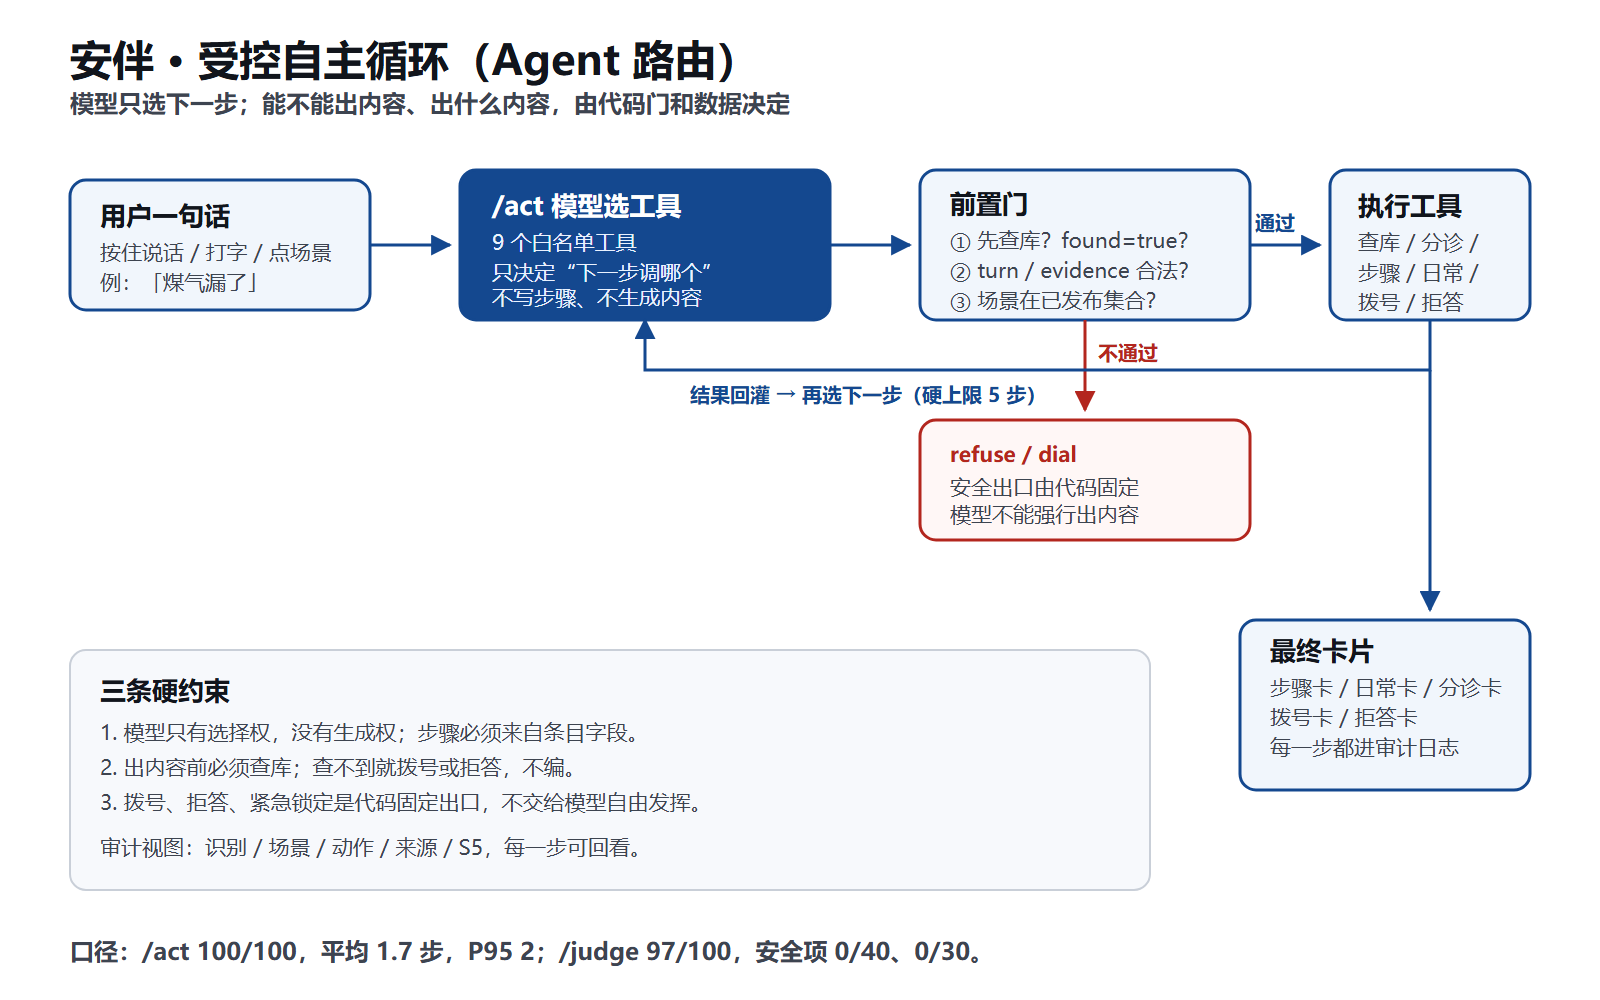 安伴·受控自主循环（Agent 路由）
模型只选下一步；能不能出内容、出什么内容，由代码门和数据决定
用户一句话
按住说话 / 打字 / 点场景
例：「煤气漏了」
/act 模型选工具
9 个白名单工具
只决定“下一步调哪个”
不写步骤、不生成内容
前置门
① 先查库？found=true？
② turn / evidence 合法？
③ 场景在已发布集合？
通过
执行工具
查库 / 分诊 /
步骤 / 日常 /
拨号 / 拒答
不通过
结果回灌 → 再选下一步（硬上限 5 步）
refuse / dial
安全出口由代码固定
模型不能强行出内容
最终卡片
步骤卡 / 日常卡 / 分诊卡
拨号卡 / 拒答卡
每一步都进审计日志
三条硬约束
1. 模型只有选择权，没有生成权；步骤必须来自条目字段。
2. 出内容前必须查库；查不到就拨号或拒答，不编。
3. 拨号、拒答、紧急锁定是代码固定出口，不交给模型自由发挥。
审计视图：识别 / 场景 / 动作 / 来源 / S5，每一步可回看。
口径：/act 100/100，平均 1.7 步，P95 2；/judge 97/100，安全项 0/40、0/30。